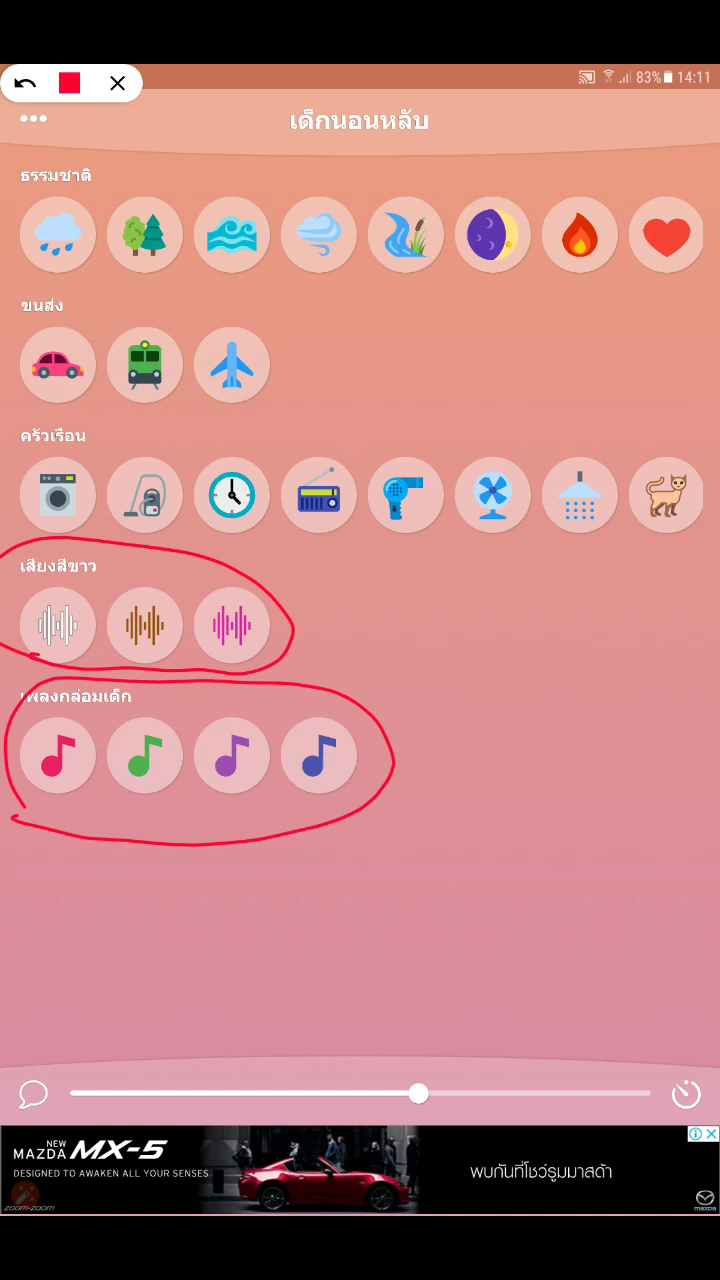 83% 14:11
เด็กนอนหลับ
ธรรมชาติ
ขนส่ง
ครัวเรือน
เสียงสีขาว
เพลงกล่อมเด็ก
NEW
MAZDA MX-5
DESIGNED TO AWAKEN ALL YOUR SENSES
พบกันที่โชว์รูมมาสด้า
zoom-zoom
mazda